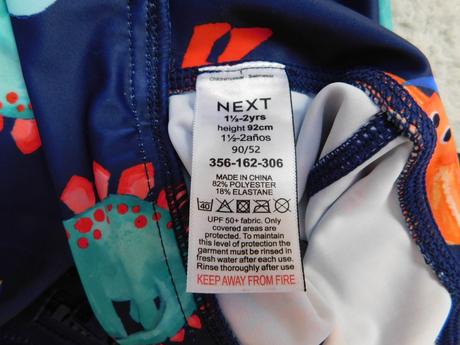 NEXT
1½-2yrs
height 92cm
1½-2años
90/52
356-162-306
MADE IN CHINA
82% POLYESTER
18% ELASTANE
40
UPF 50+ fabric. Only
covered areas are
protected. To maintain
this level of protection the
garment must be rinsed in
fresh water after each use.
Rinse thoroughly after use
KEEP AWAY FROM FIRE